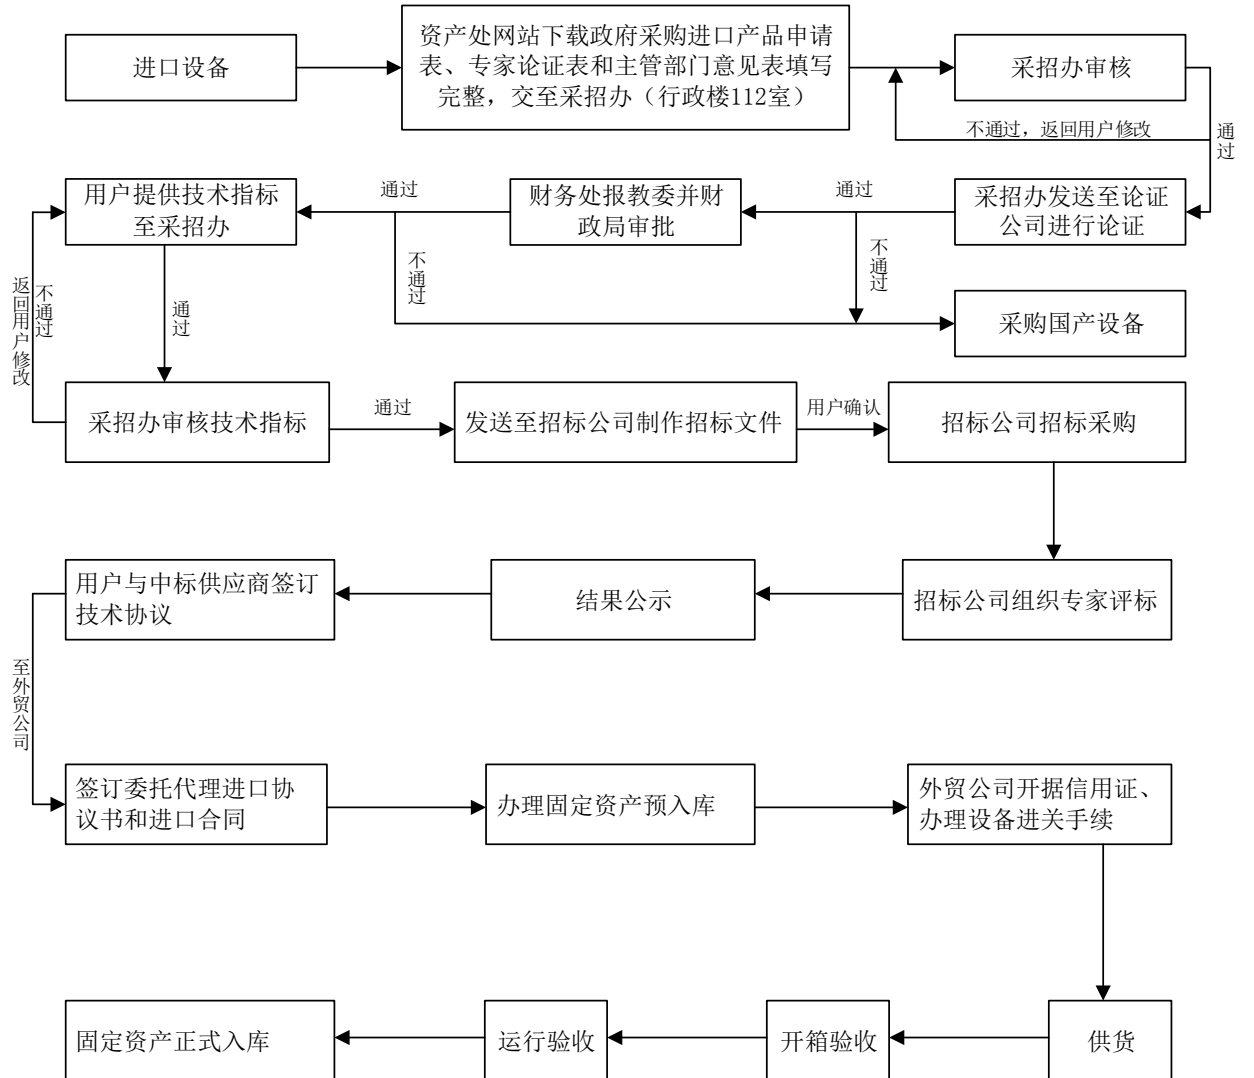 进口设备
资产处网站下载政府采购进口产品申请
表、专家论证表和主管部门意见表填写
完整，交至采招办（行政楼112室）
采招办审核
不通过，返回用户修改
通过
用户提供技术指标
至采招办
通过
财务处报教委并财
政局审批
通过
采招办发送至论证
公司进行论证
不通过
不通过
采购国产设备
返回用户修改
不通过
通过
采招办审核技术指标
通过
发送至招标公司制作招标文件
用户确认
招标公司招标采购
用户与中标供应商签订
技术协议
结果公示
招标公司组织专家评标
至外贸公司
签订委托代理进口协
议书和进口合同
办理固定资产预入库
外贸公司开据信用证、
办理设备进关手续
固定资产正式入库
运行验收
开箱验收
供货